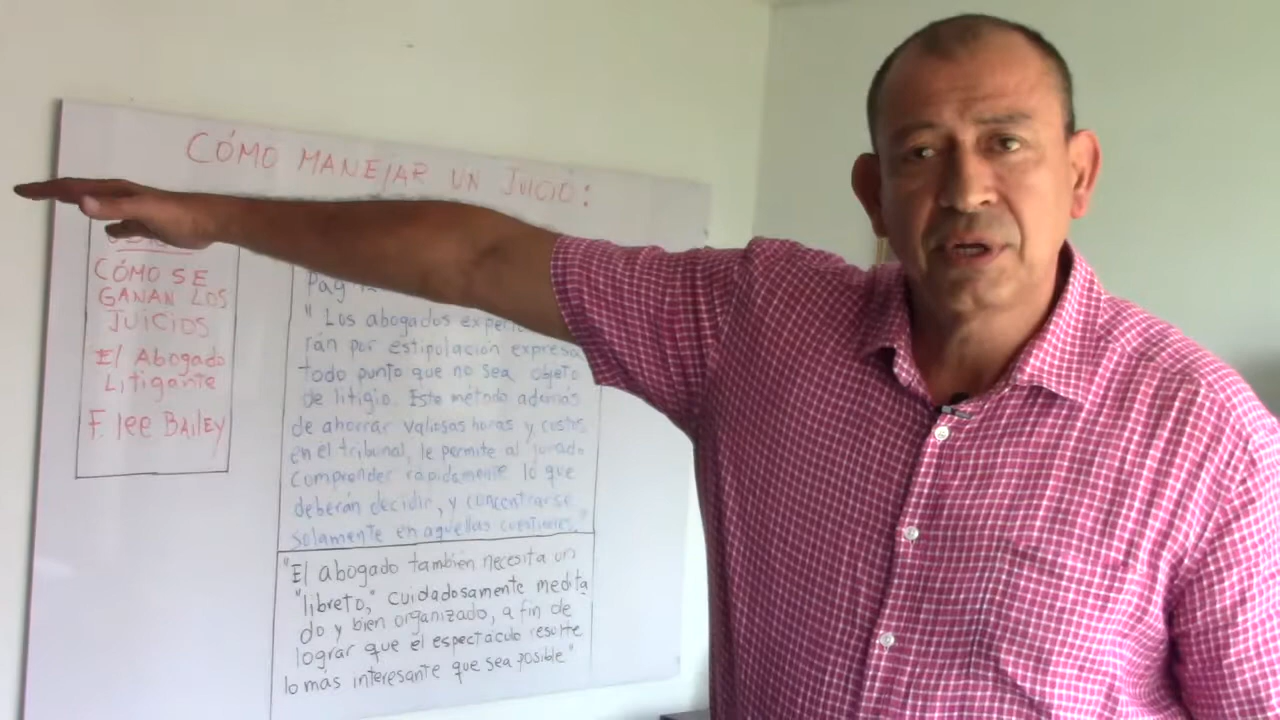 CÓMO MANEJAR UN JUICIO:
CÓMO SE
GANAN LOS
JUICIOS
El Abogado
Litigante
F. lee BAILEY
Pág
" Los abogados
rán por estipolación expresa
todo punto que no sea objeto
de litigio. Este método además
de ahorrar valiosas horas y costos
en el tribunal, le permite al jurado
comprender rápidamente lo que
deberán decidir, y concentrarse
solamente en aquellas cuestiones."
"El abogado también necesita un
"libreto," cuidadosamente medita
do y bien organizado, a fin de
lograr que el espectáculo resulte
lo más interesante que sea posible"